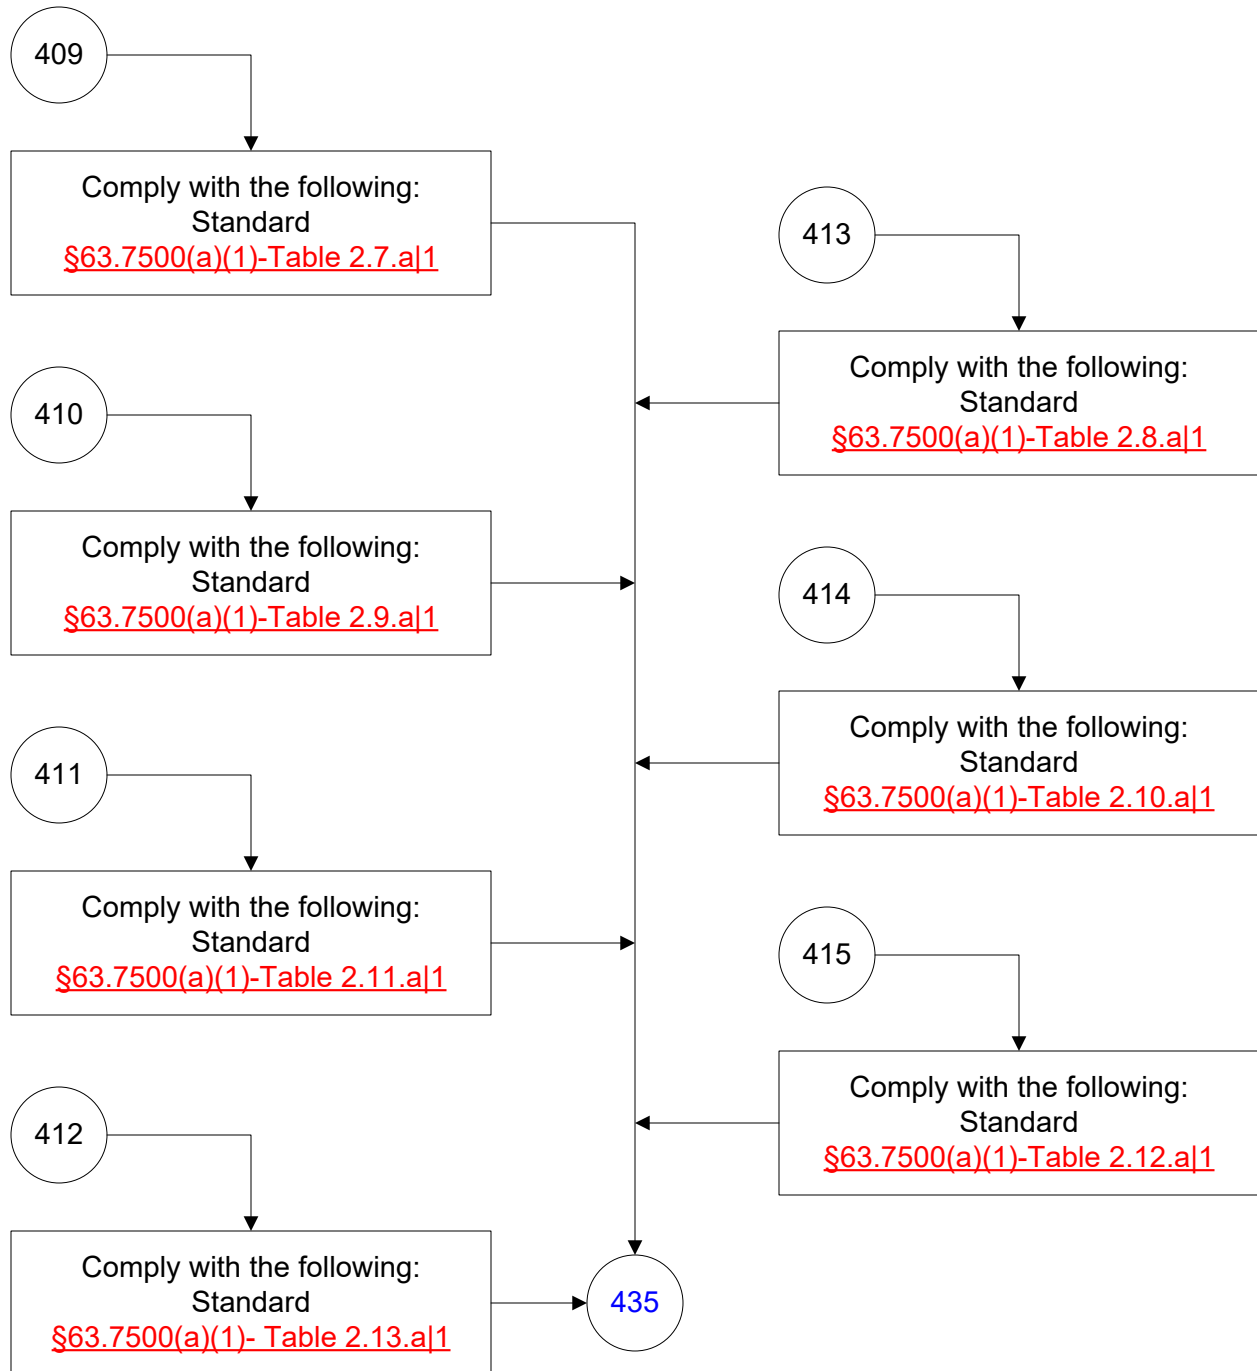 409
Comply with the following:
Standard
§63.7500(a)(1)-Table 2.7.a|1
413
Comply with the following:
Standard
§63.7500(a)(1)-Table 2.8.a|1
410
Comply with the following:
Standard
§63.7500(a)(1)-Table 2.9.a|1
414
Comply with the following:
Standard
§63.7500(a)(1)-Table 2.10.a|1
411
Comply with the following:
Standard
§63.7500(a)(1)-Table 2.11.a|1
415
Comply with the following:
Standard
§63.7500(a)(1)-Table 2.12.a|1
412
Comply with the following:
Standard
§63.7500(a)(1)- Table 2.13.a|1
435